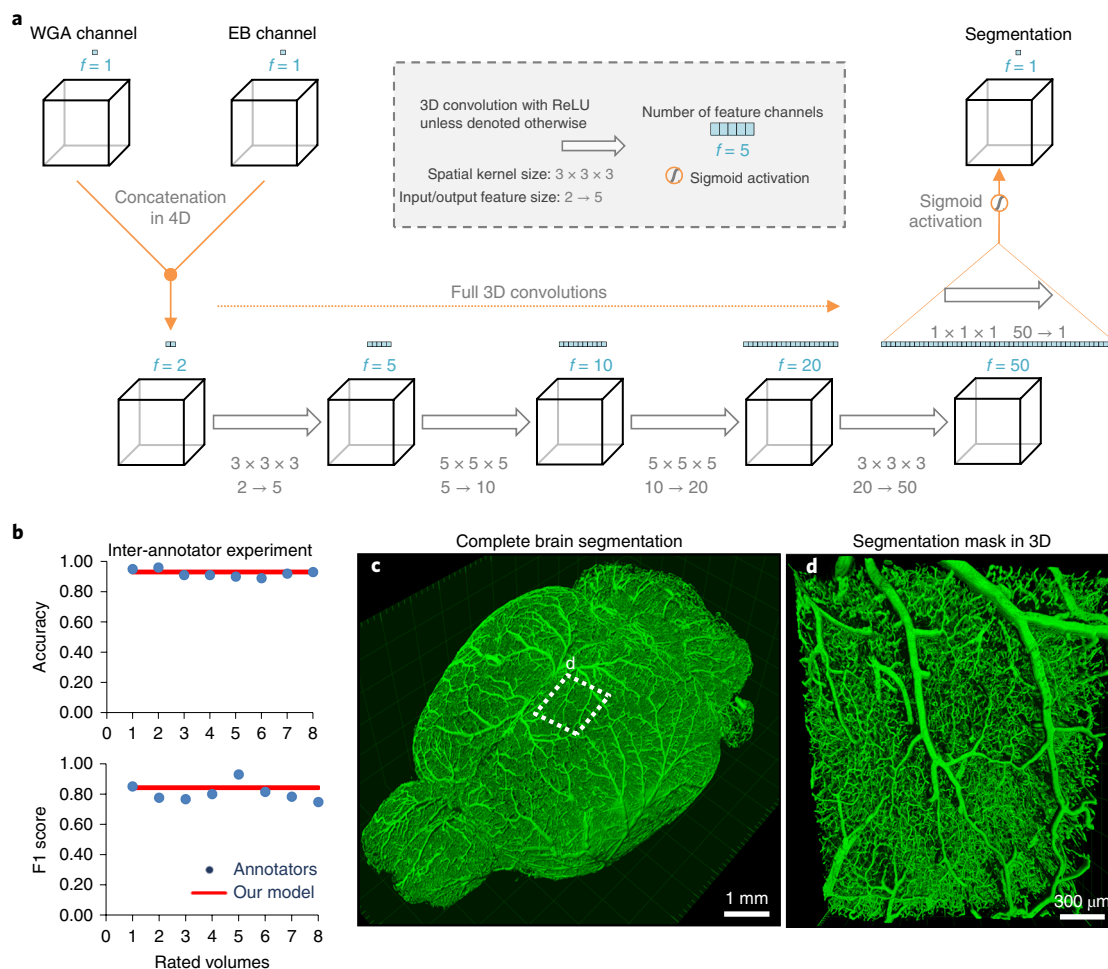 a
WGA channel
EB channel
Segmentation
f = 1
f = 1
f = 1
3D convolution with ReLU
unless denoted otherwise
Number of feature channels
f = 5
Spatial kernel size: 3 × 3 × 3
Sigmoid activation
Input/output feature size: 2 → 5
Concatenation
in 4D
Sigmoid
activation
Full 3D convolutions
1 × 1 × 1 50 → 1
f = 2
f = 5
f = 10
f = 20
f = 50
3 × 3 × 3
5 × 5 × 5
5 × 5 × 5
3 × 3 × 3
2 → 5
5 → 10
10 → 20
20 → 50
b
Inter-annotator experiment
1.00
0.80
0.60
0.40
0.20
0.00
Accuracy
0 1 2 3 4 5 6 7 8
1.00
0.80
0.60
0.40
0.20
0.00
F1 score
Annotators
Our model
0 1 2 3 4 5 6 7 8
Rated volumes
Complete brain segmentation
c
d
1 mm
Segmentation mask in 3D
d
300 µm